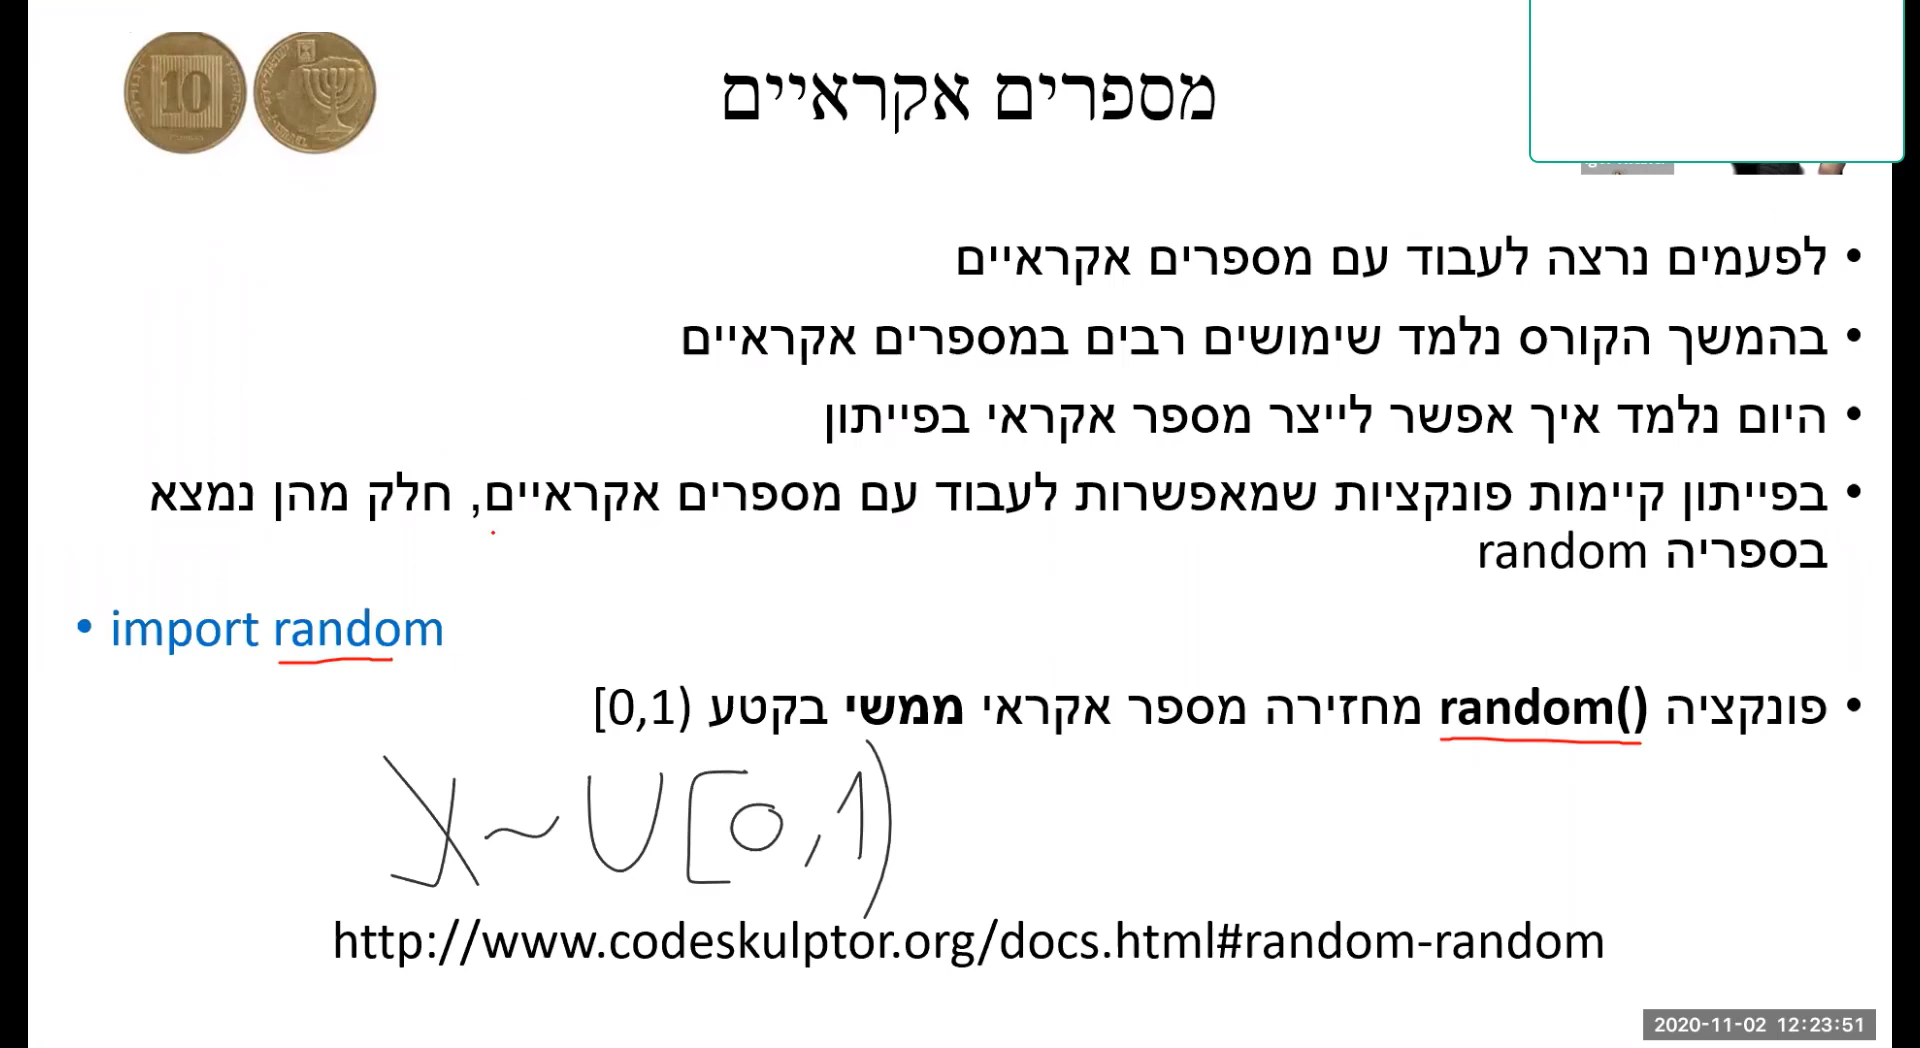 10
מספרים אקראיים
• לפעמים נרצה לעבוד עם מספרים אקראיים
• בהמשך הקורס נלמד שימושים רבים במספרים אקראיים
• היום נלמד איך אפשר לייצר מספר אקראי בפייתון
• בפייתון קיימות פונקציות שמאפשרות לעבוד עם מספרים אקראיים, חלק מהן נמצא
בספריה random
• import random
• פונקציה random() מחזירה מספר אקראי ממשי בקטע [0,1)
X ~ U[0,1)
http://www.codeskulptor.org/docs.html#random-random
2020-11-02 12:23:51